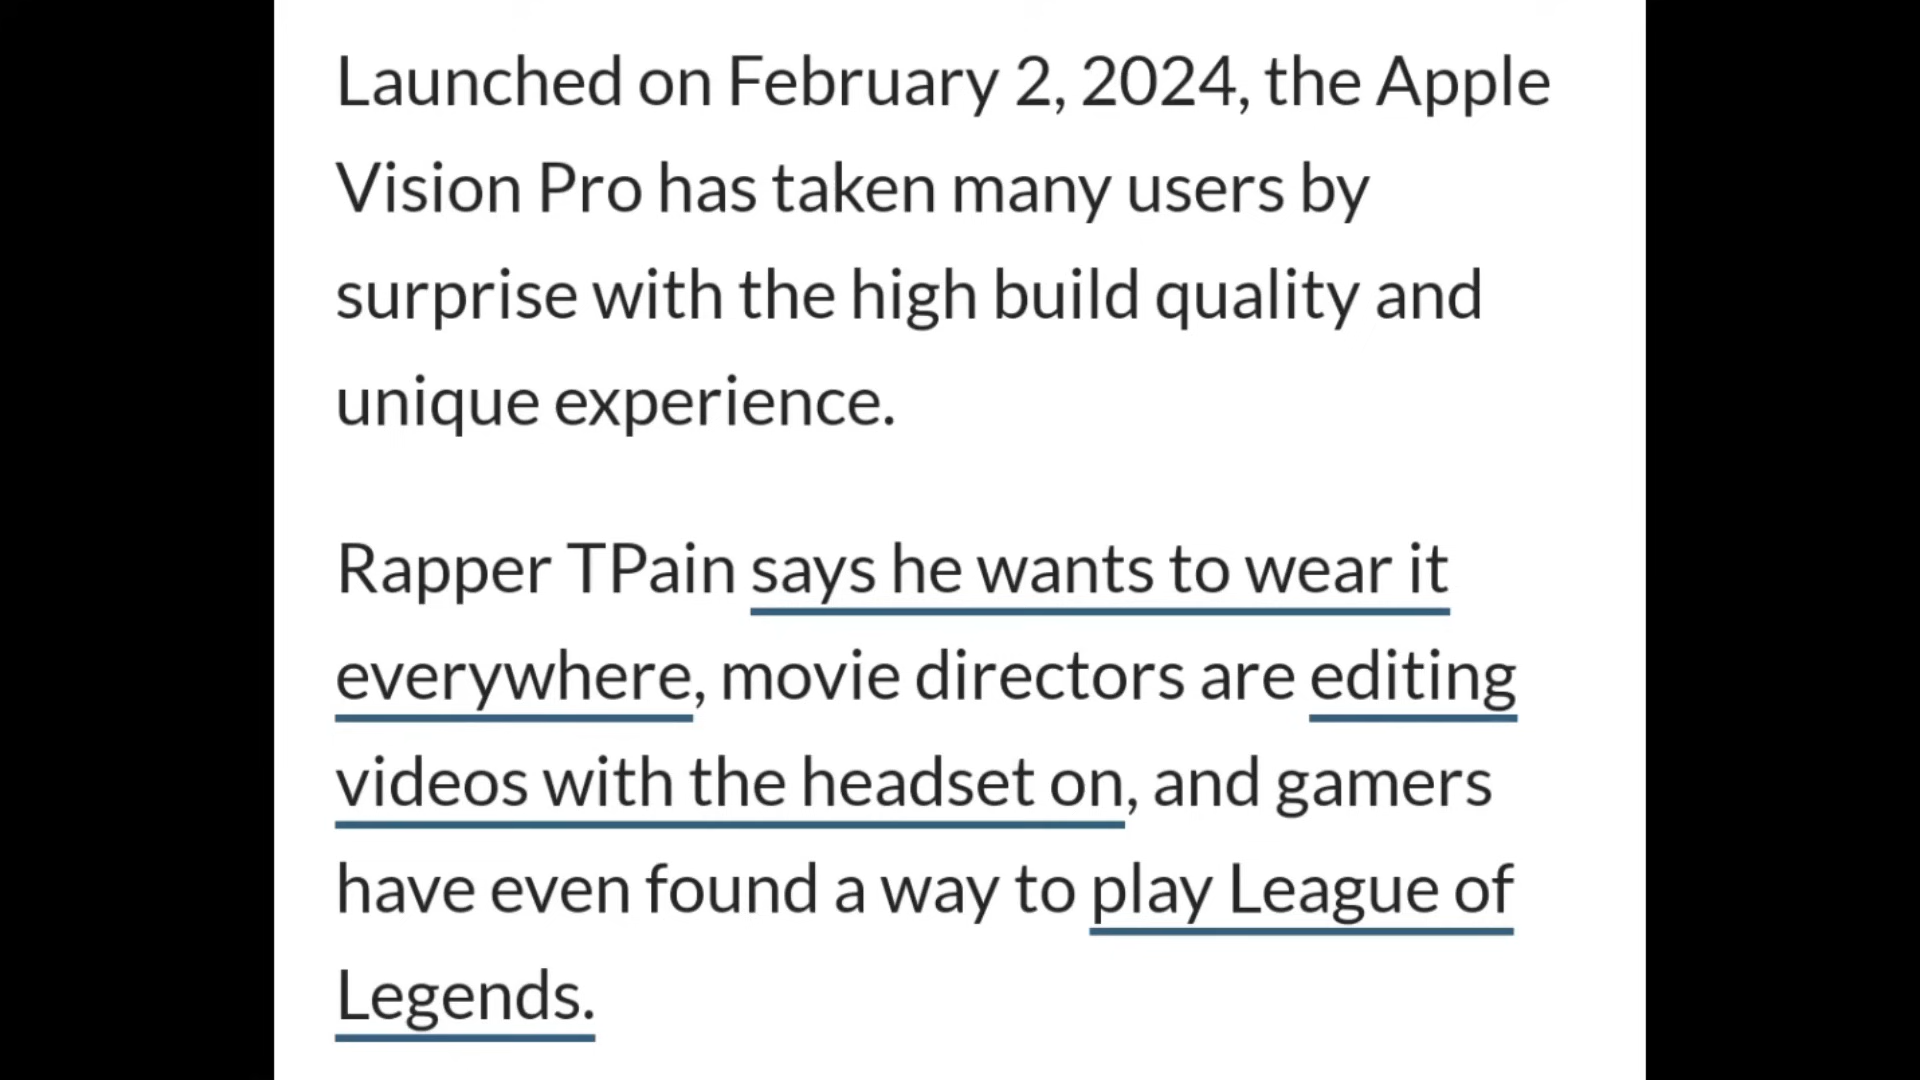 Launched on February 2, 2024, the Apple
Vision Pro has taken many users by
surprise with the high build quality and
unique experience.
Rapper TPain says he wants to wear it
everywhere, movie directors are editing
videos with the headset on, and gamers
have even found a way to play League of
Legends.